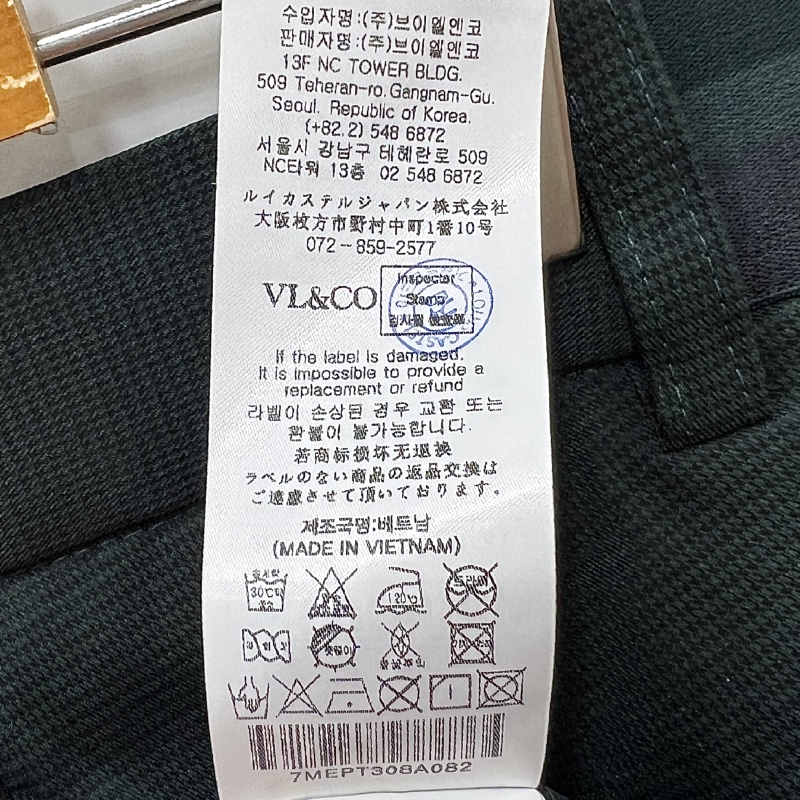 수입자명:(주)브이엘엔코
판매자명:(주)브이엘엔코
13F NC TOWER BLDG.
509 Teheran-ro.Gangnam-Gu.
Seoul. Republic of Korea.
(+82.2) 548 6872
서울시 강남구 테헤란로 509
NC타워 13층 02 548 6872
ルイカステルジャパン株式会社
大阪枚方市野村中町1番10号
072-859-2577
VL&CO
Inspector
Stamp
If the label is damaged.
It is impossible to provide a
replacement or refund
라벨이 손상된 경우 교환 또는
환불이 불가능합니다.
若商标损坏无退换
ラベルのない商品の返品交換は
ご遠慮させて頂いております。
제조국명:베트남
(MADE IN VIETNAM)
30℃
120℃
드라이
7MEPT308A082